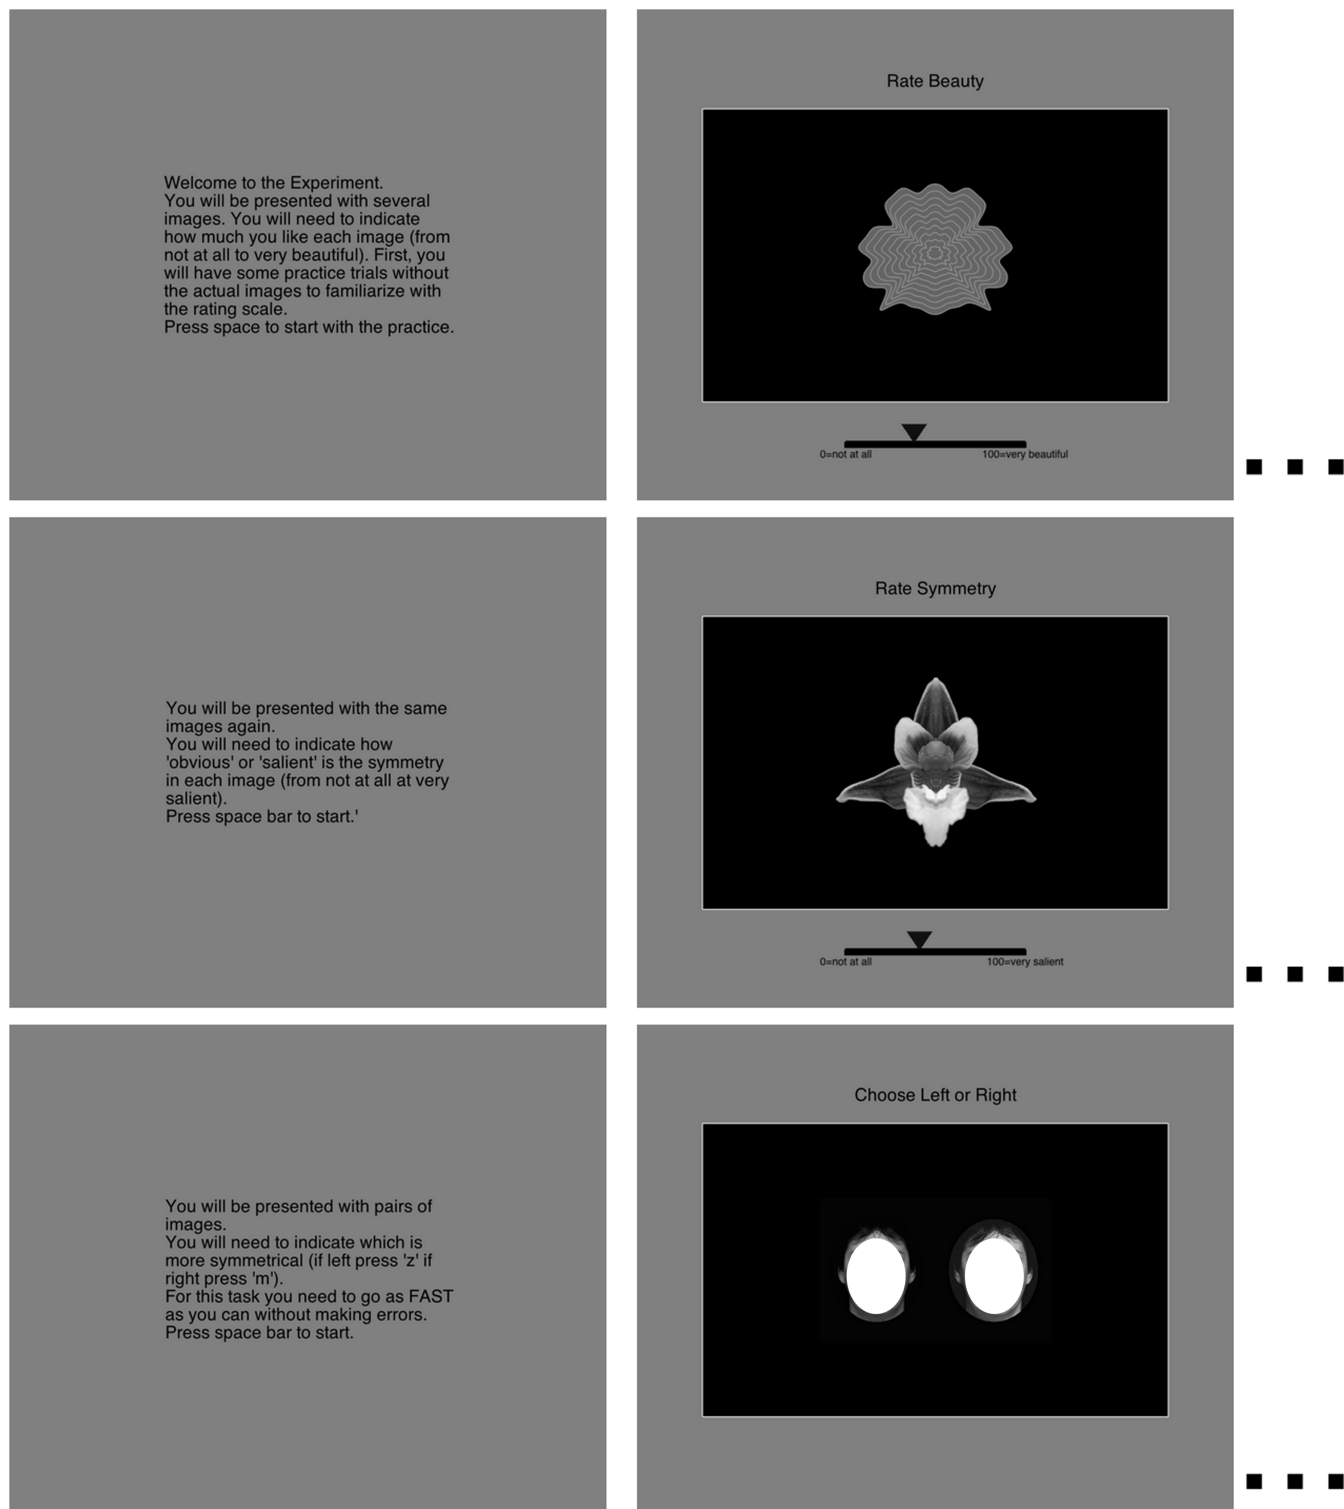 Welcome to the Experiment.
You will be presented with several
images. You will need to indicate
how much you like each image (from
not at all to very beautiful). First, you
will have some practice trials without
the actual images to familiarize with
the rating scale.
Press space to start with the practice.
Rate Beauty
0=not at all 100=very beautiful
You will be presented with the same
images again.
You will need to indicate how
'obvious' or 'salient' is the symmetry
in each image (from not at all at very
salient).
Press space bar to start.'
Rate Symmetry
0=not at all 100=very salient
You will be presented with pairs of
images.
You will need to indicate which is
more symmetrical (if left press 'z' if
right press 'm').
For this task you need to go as FAST
as you can without making errors.
Press space bar to start.
Choose Left or Right